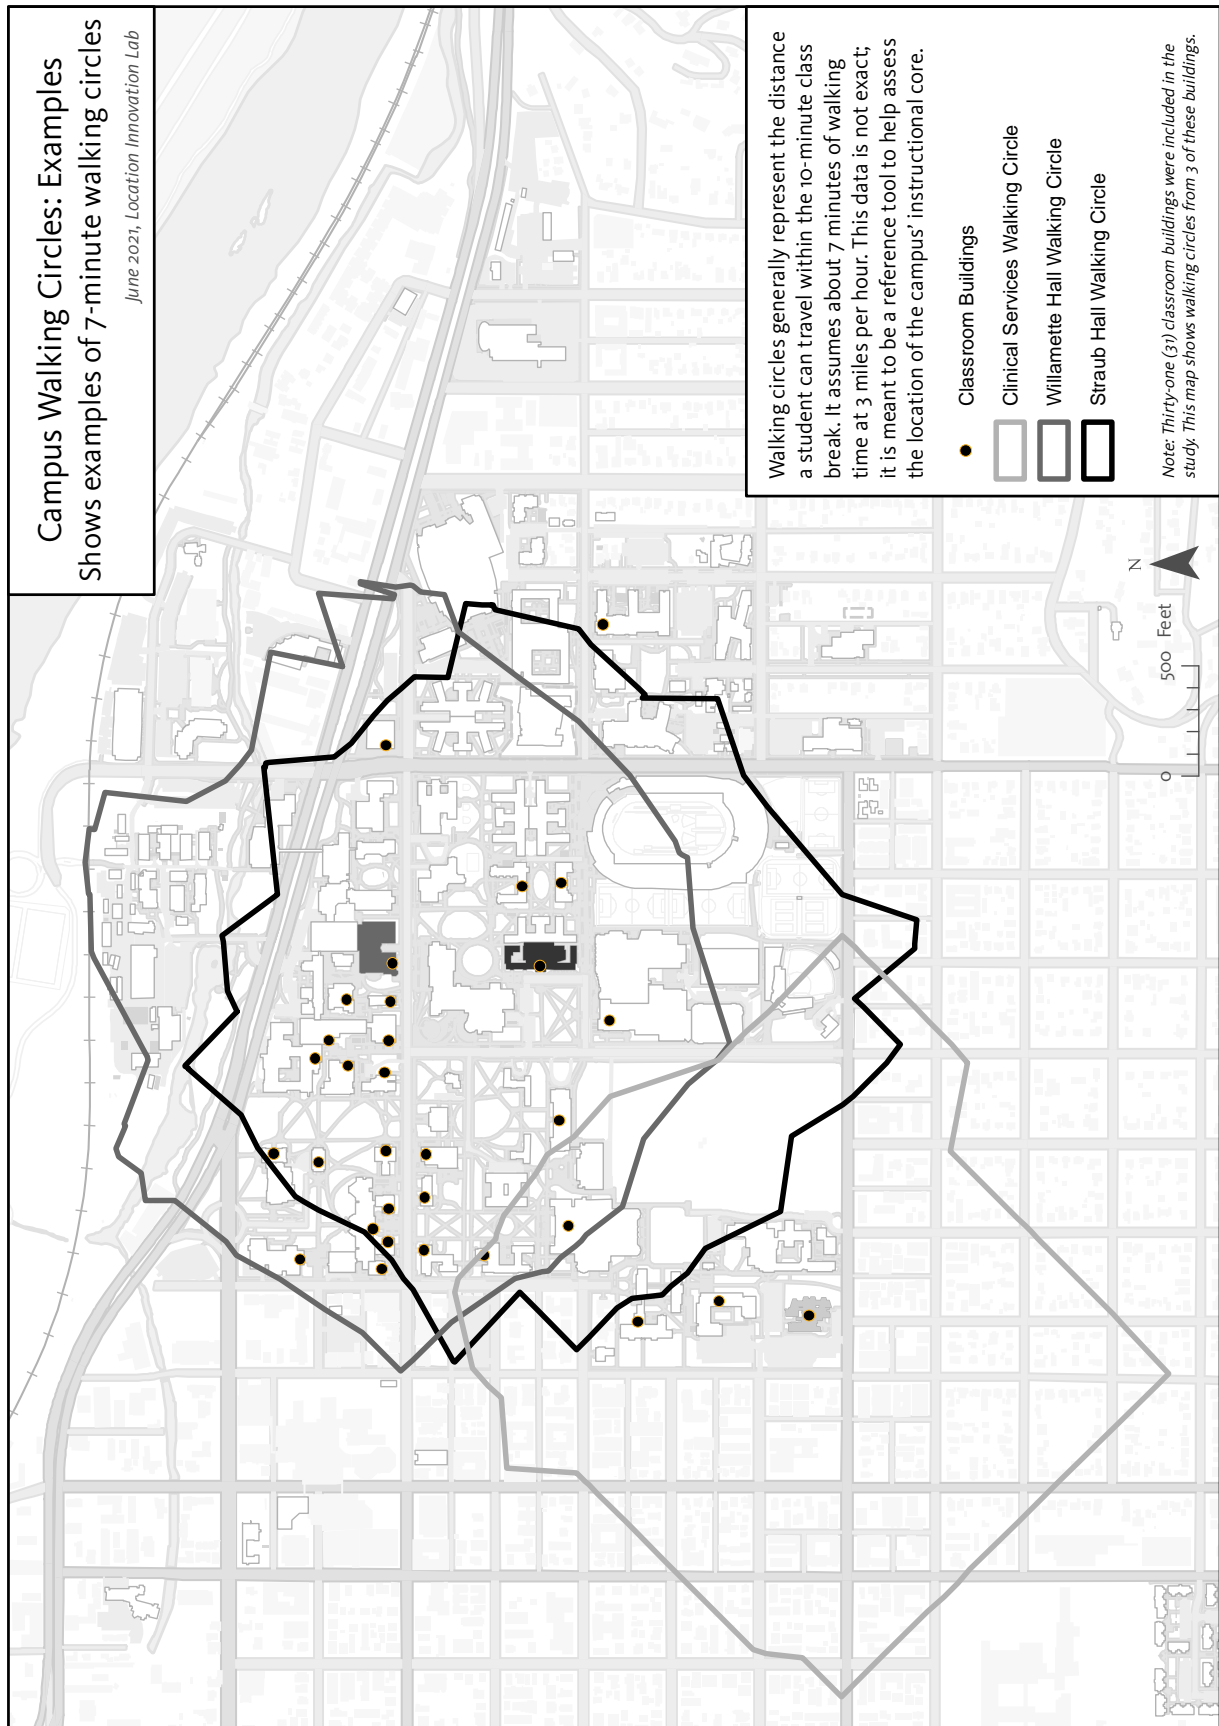 Campus Walking Circles: Examples
Shows examples of 7-minute walking circles
June 2021, Location Innovation Lab
Walking circles generally represent the distance
a student can travel within the 10-minute class
break. It assumes about 7 minutes of walking
time at 3 miles per hour. This data is not exact;
it is meant to be a reference tool to help assess
the location of the campus' instructional core.
Classroom Buildings
Clinical Services Walking Circle
Willamette Hall Walking Circle
Straub Hall Walking Circle
Note: Thirty-one (31) classroom buildings were included in the
study. This map shows walking circles from 3 of these buildings.
N
0 500 Feet